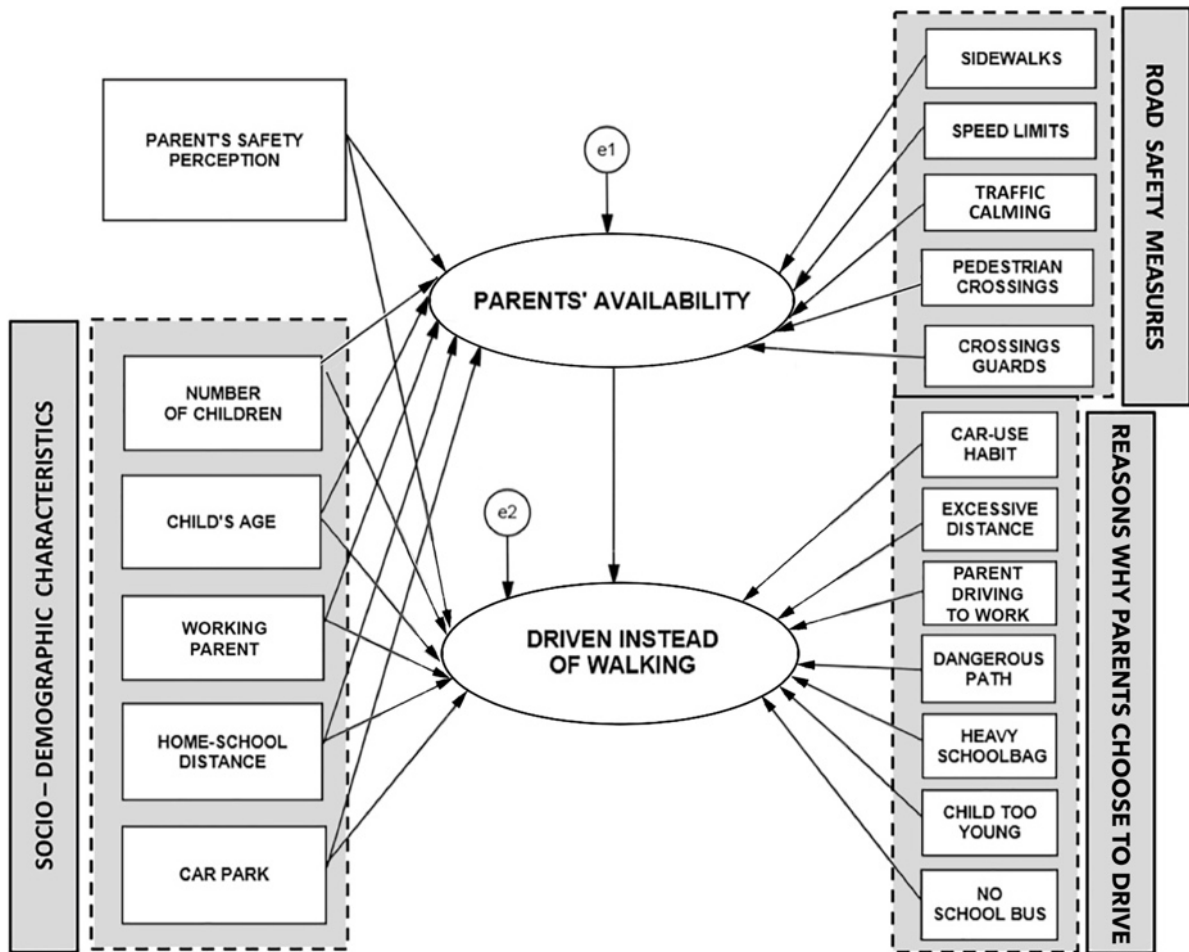 PARENT'S SAFETY
PERCEPTION
SOCIO – DEMOGRAPHIC CHARACTERISTICS
NUMBER
OF CHILDREN
CHILD'S AGE
WORKING
PARENT
HOME-SCHOOL
DISTANCE
CAR PARK
e1
PARENTS' AVAILABILITY
e2
DRIVEN INSTEAD
OF WALKING
SIDEWALKS
SPEED LIMITS
TRAFFIC
CALMING
PEDESTRIAN
CROSSINGS
CROSSINGS
GUARDS
ROAD SAFETY MEASURES
CAR-USE
HABIT
EXCESSIVE
DISTANCE
PARENT
DRIVING
TO WORK
DANGEROUS
PATH
HEAVY
SCHOOLBAG
CHILD TOO
YOUNG
NO
SCHOOL BUS
REASONS WHY PARENTS CHOOSE TO DRIVE